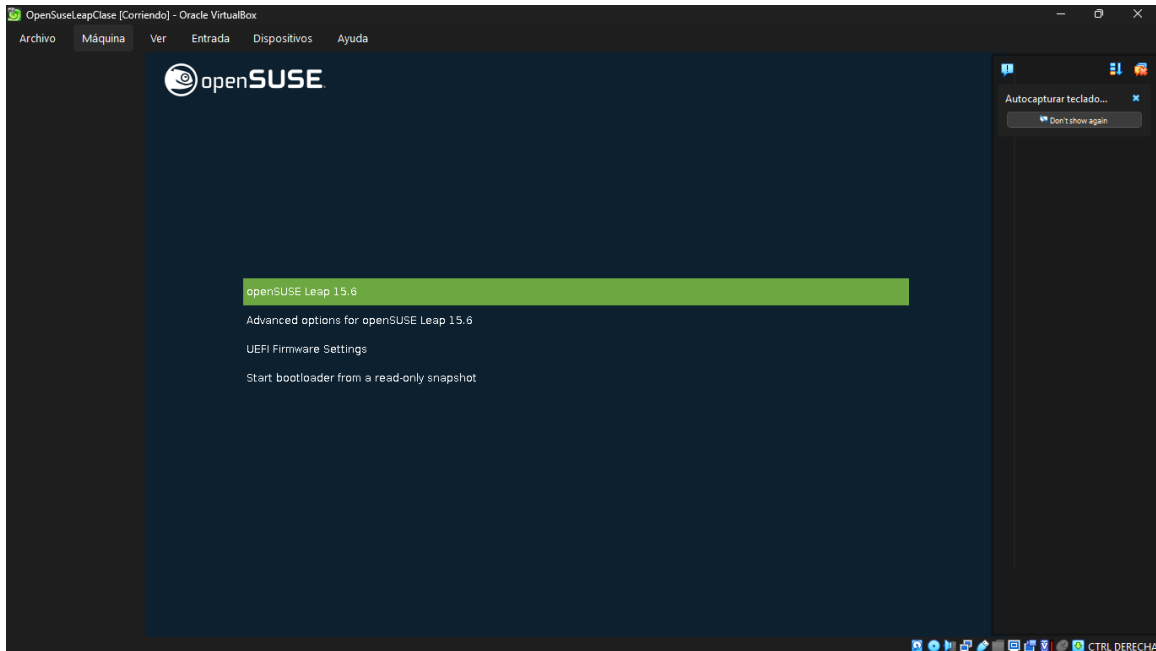 OpenSuseLeapClase [Corriendo] - Oracle VirtualBox
Archivo Máquina Ver Entrada Dispositivos Ayuda
openSUSE.
Autocapturar teclado...
Don't show again
openSUSE Leap 15.6
Advanced options for openSUSE Leap 15.6
UEFI Firmware Settings
Start bootloader from a read-only snapshot
CTRL DERECHA